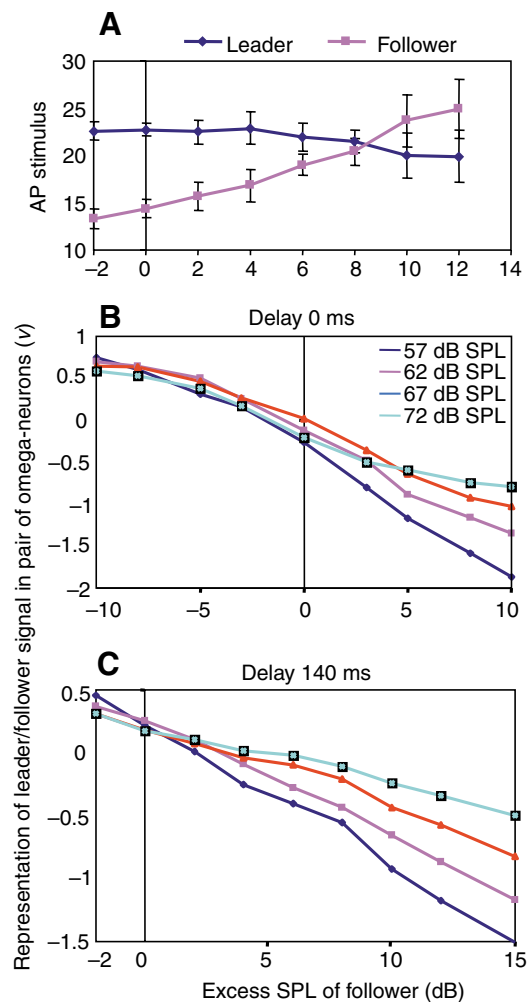 A
Leader Follower
30
25
20
15
10
AP stimulus
−2 0 2 4 6 8 10 12 14
Representation of leader/follower signal in pair of omega-neurons (v)
B
Delay 0 ms
1
0.5
0
−0.5
−1
−1.5
−2
57 dB SPL
62 dB SPL
67 dB SPL
72 dB SPL
−10 −5 0 5 10
C
Delay 140 ms
0.5
0
−0.5
−1
−1.5
−2 0 5 10 15
Excess SPL of follower (dB)